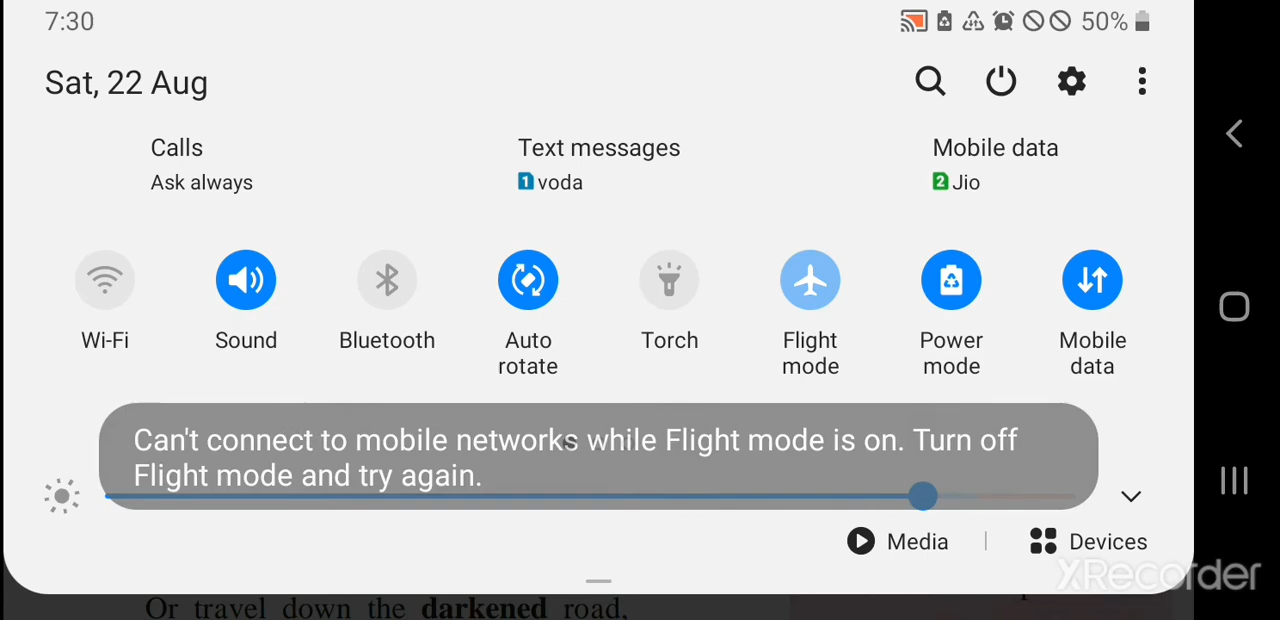 7:30
50%
Sat, 22 Aug
Calls
Ask always
Text messages
1 voda
Mobile data
2 Jio
Wi-Fi
Sound
Bluetooth
Auto
rotate
Torch
Flight
mode
Power
mode
Mobile
data
Can't connect to mobile networks while Flight mode is on. Turn off
Flight mode and try again.
Media
Devices
XRecorder
Or travel down the darkened road,